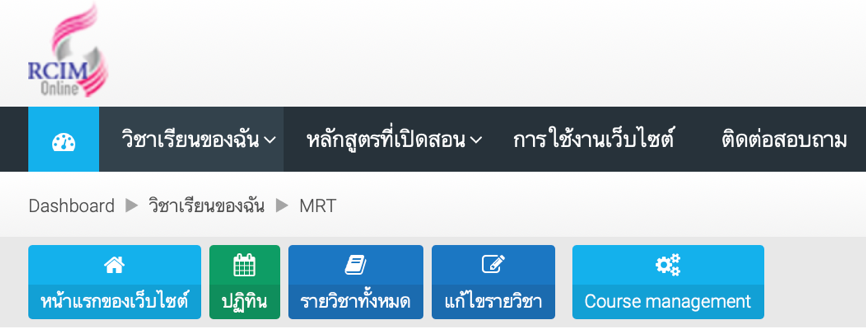 RCIM
Online
วิชาเรียนของฉัน หลักสูตรที่เปิดสอน การใช้งานเว็บไซต์ ติดต่อสอบถาม
Dashboard ▶ วิชาเรียนของฉัน ▶ MRT
หน้าแรกของเว็บไซต์ ปฏิทิน รายวิชาทั้งหมด แก้ไขรายวิชา Course management